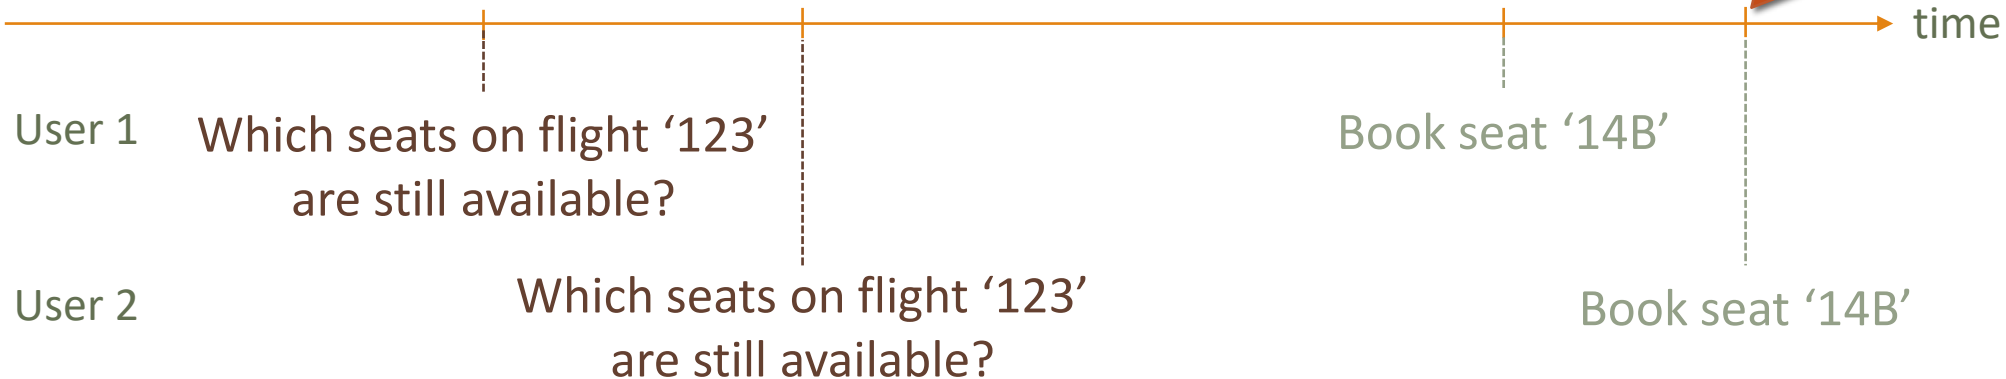 time
User 1
Which seats on flight ‘123’
are still available?
Book seat ‘14B’
User 2
Which seats on flight ‘123’
are still available?
Book seat ‘14B’